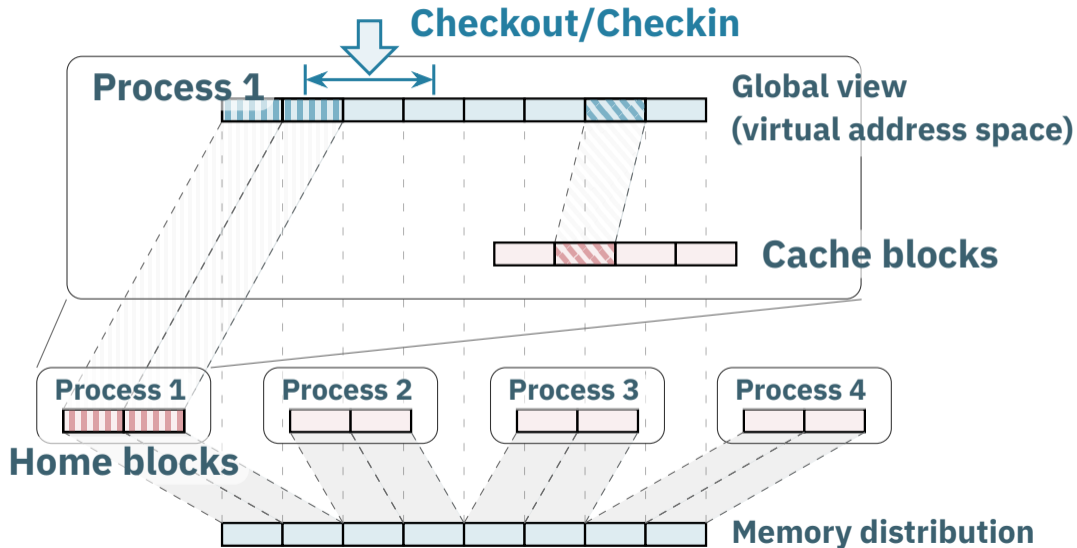 Checkout/Checkin
Process 1
Global view
(virtual address space)
Cache blocks
Process 1
Process 2
Process 3
Process 4
Home blocks
Memory distribution